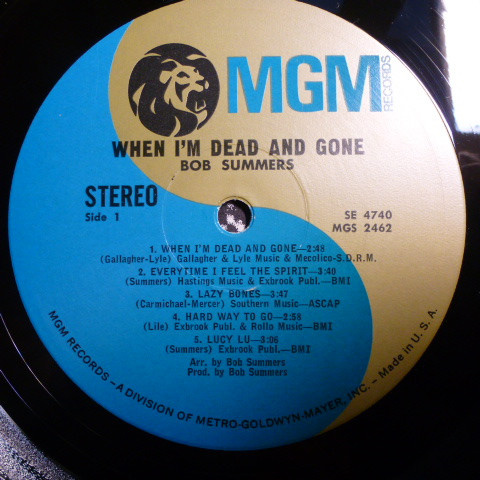 MGM
RECORDS
WHEN I'M DEAD AND GONE
BOB SUMMERS
STEREO
Side 1
SE 4740
MGS 2462
1. WHEN I'M DEAD AND GONE—2:48
(Gallagher-Lyle) Gallagher & Lyle Music & Mecolico-S.D.R.M.
2. EVERYTIME I FEEL THE SPIRIT—3:40
(Summers) Hastings Music & Exbrook Publ.—BMI
3. LAZY BONES—3:47
(Carmichael-Mercer) Southern Music—ASCAP
4. HARD WAY TO GO—2:58
(Lile) Exbrook Publ. & Rollo Music—BMI
5. LUCY LU—3:06
(Summers) Exbrook Publ.—BMI
Arr. by Bob Summers
Prod. by Bob Summers
MGM RECORDS – A DIVISION OF METRO-GOLDWYN-MAYER, INC. – Made in U.S.A.